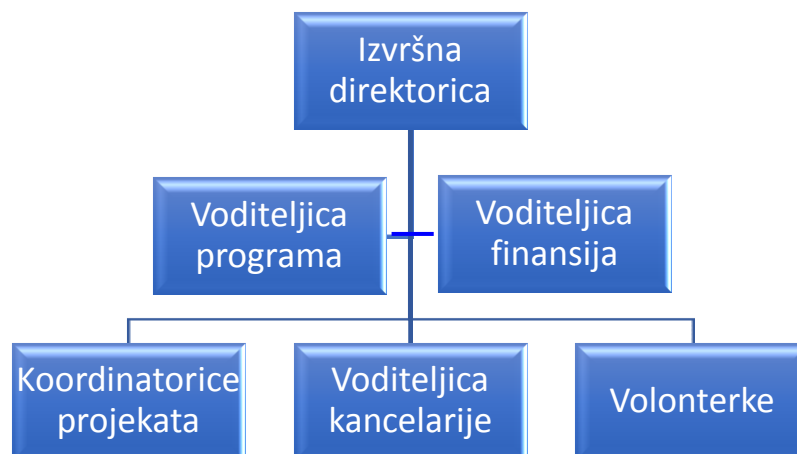 Izvršna
direktorica
Voditeljica
programa
Voditeljica
finansija
Koordinatorice
projekata
Voditeljica
kancelarije
Volonterke